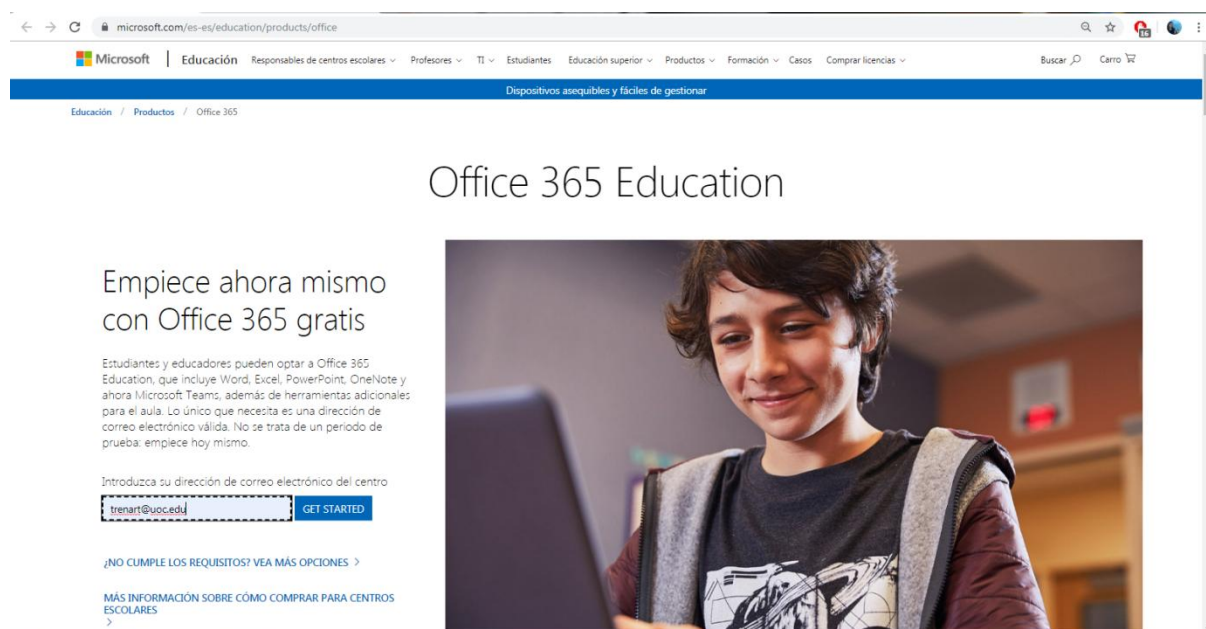 microsoft.com/es-es/education/products/office
16
Microsoft Educación Responsables de centros escolares Profesores TI Estudiantes Educación superior Productos Formación Casos Comprar licencias Buscar Carro
Dispositivos asequibles y fáciles de gestionar
Educación / Productos / Office 365
Office 365 Education
Empiece ahora mismo
con Office 365 gratis
Estudiantes y educadores pueden optar a Office 365
Education, que incluye Word, Excel, PowerPoint, OneNote y
ahora Microsoft Teams, además de herramientas adicionales
para el aula. Lo único que necesita es una dirección de
correo electrónico válida. No se trata de un periodo de
prueba: empiece hoy mismo.
Introduzca su dirección de correo electrónico del centro
trenart@uoc.edu GET STARTED
¿NO CUMPLE LOS REQUISITOS? VEA MÁS OPCIONES >
MÁS INFORMACIÓN SOBRE CÓMO COMPRAR PARA CENTROS
ESCOLARES
>